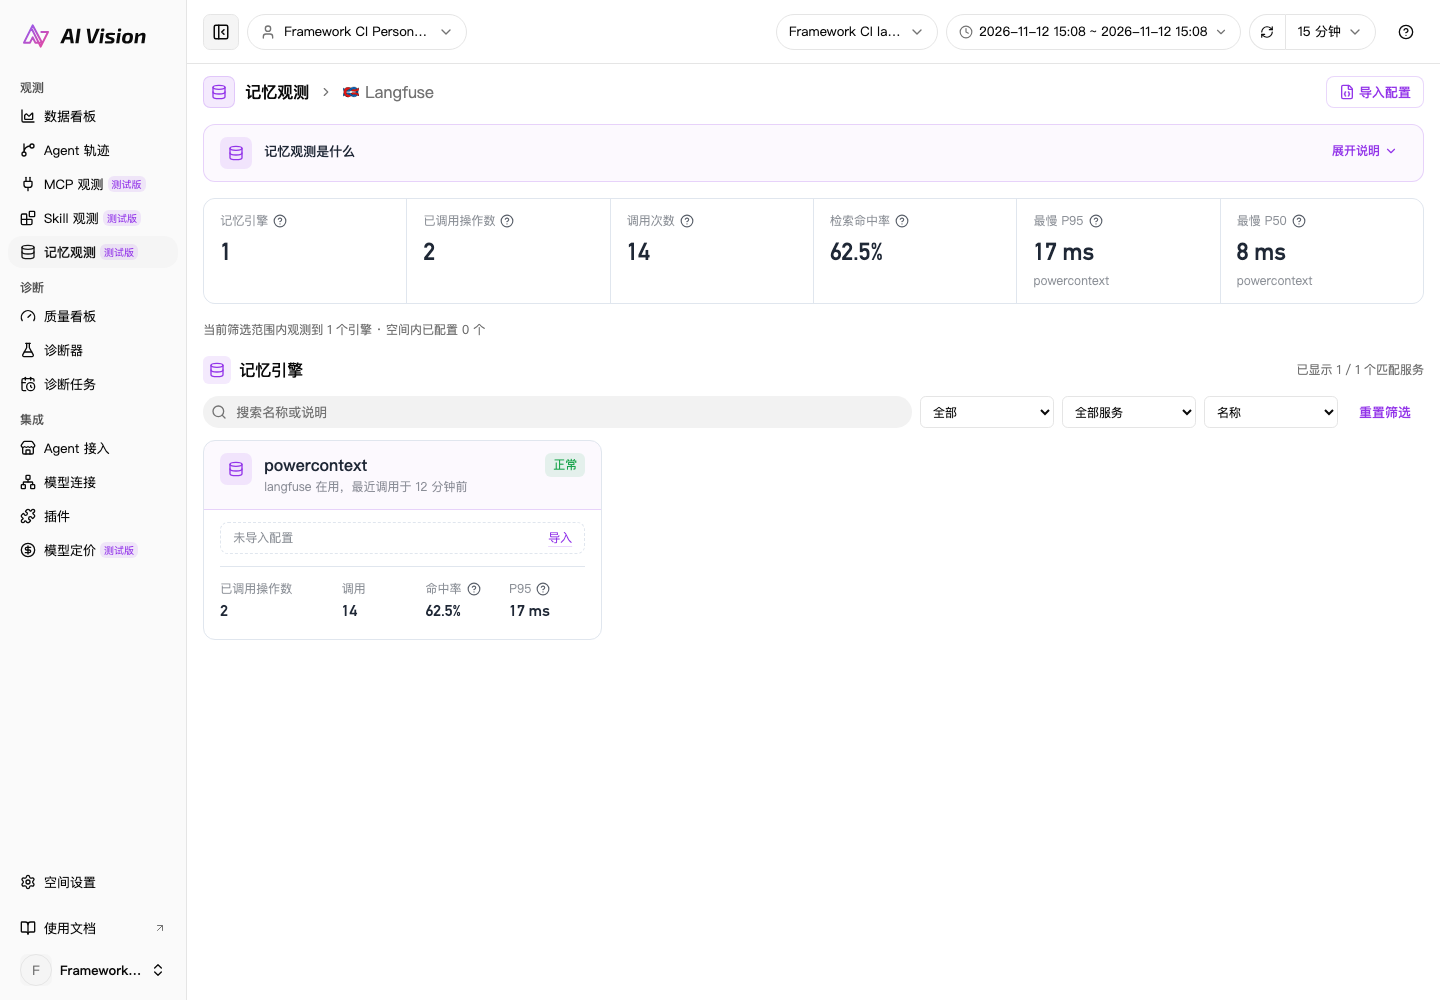 AI Vision
观测
数据看板
Agent 轨迹
MCP 观测 测试版
Skill 观测 测试版
记忆观测 测试版
诊断
质量看板
诊断器
诊断任务
集成
Agent 接入
模型连接
插件
模型定价 测试版
空间设置
使用文档
F Framework...
Framework CI Person...
Framework CI la...
2026-11-12 15:08 ~ 2026-11-12 15:08
15 分钟
记忆观测 Langfuse
导入配置
记忆观测是什么
展开说明
记忆引擎
1
已调用操作数
2
调用次数
14
检索命中率
62.5%
最慢 P95
17 ms
powercontext
最慢 P50
8 ms
powercontext
当前筛选范围内观测到 1 个引擎 · 空间内已配置 0 个
记忆引擎
已显示 1 / 1 个匹配服务
搜索名称或说明
全部
全部服务
名称
重置筛选
powercontext
正常
langfuse 在用，最近调用于 12 分钟前
未导入配置
导入
已调用操作数 调用 命中率 P95
2 14 62.5% 17 ms